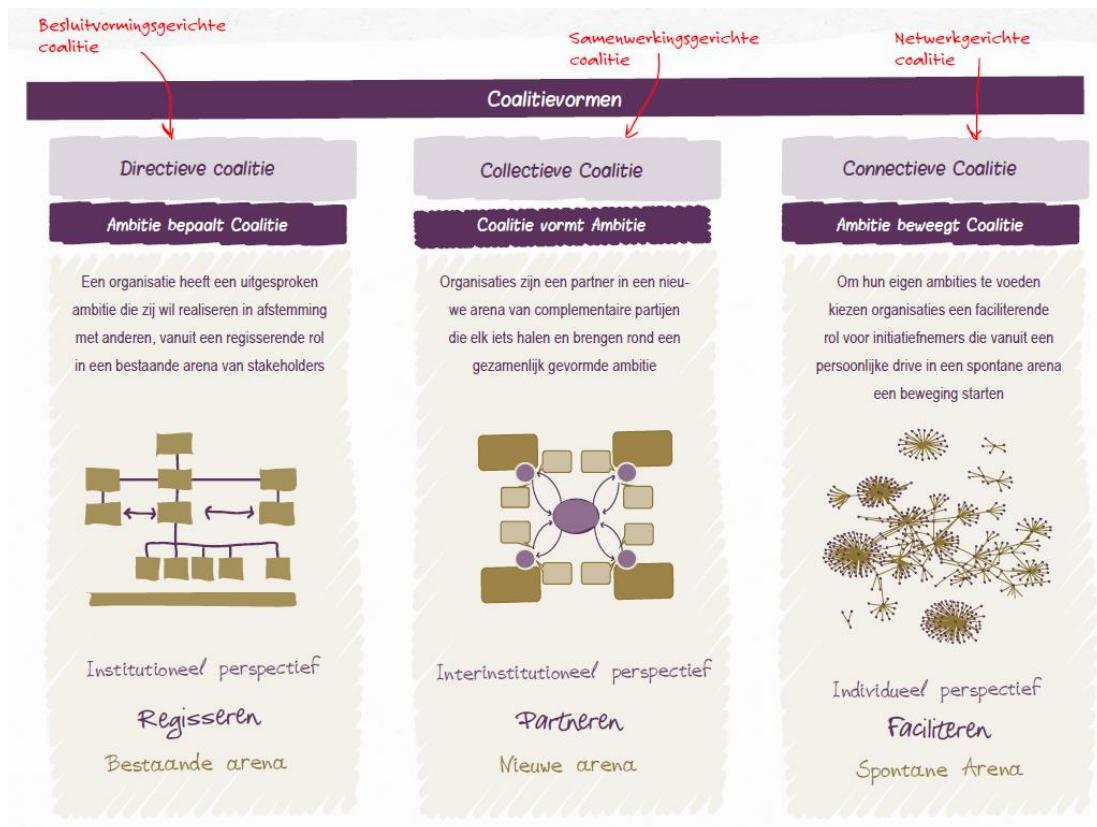 Besluitvormingsgerichte
coalitie
Samenwerkingsgerichte
coalitie
Netwerkgerichte
coalitie
Coalitievormen
Directieve coalitie
Ambitie bepaalt Coalitie
Een organisatie heeft een uitgesproken
ambitie die zij wil realiseren in afstemming
met anderen, vanuit een regisserende rol
in een bestaande arena van stakeholders
Institutioneel perspectief
Regisseren
Bestaande arena
Collectieve Coalitie
Coalitie vormt Ambitie
Organisaties zijn een partner in een nieu-
we arena van complementaire partijen
die elk iets halen en brengen rond een
gezamenlijk gevormde ambitie
Interinstitutioneel perspectief
Partneren
Nieuwe arena
Connectieve Coalitie
Ambitie beweegt Coalitie
Om hun eigen ambities te voeden
kiezen organisaties een faciliterende
rol voor initiatiefnemers die vanuit een
persoonlijke drive in een spontane arena
een beweging starten
Individueel perspectief
Faciliteren
Spontane Arena